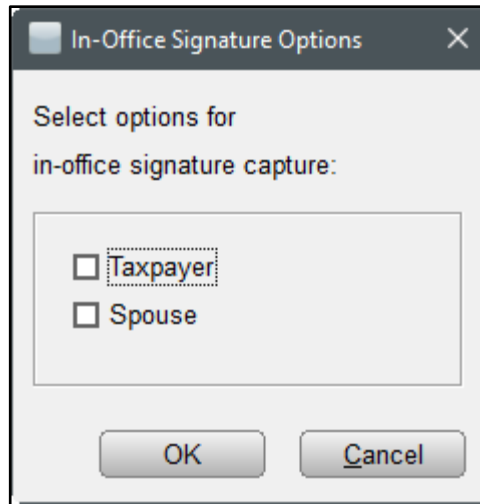 In-Office Signature Options
Select options for
in-office signature capture:
Taxpayer
Spouse
OK
Cancel